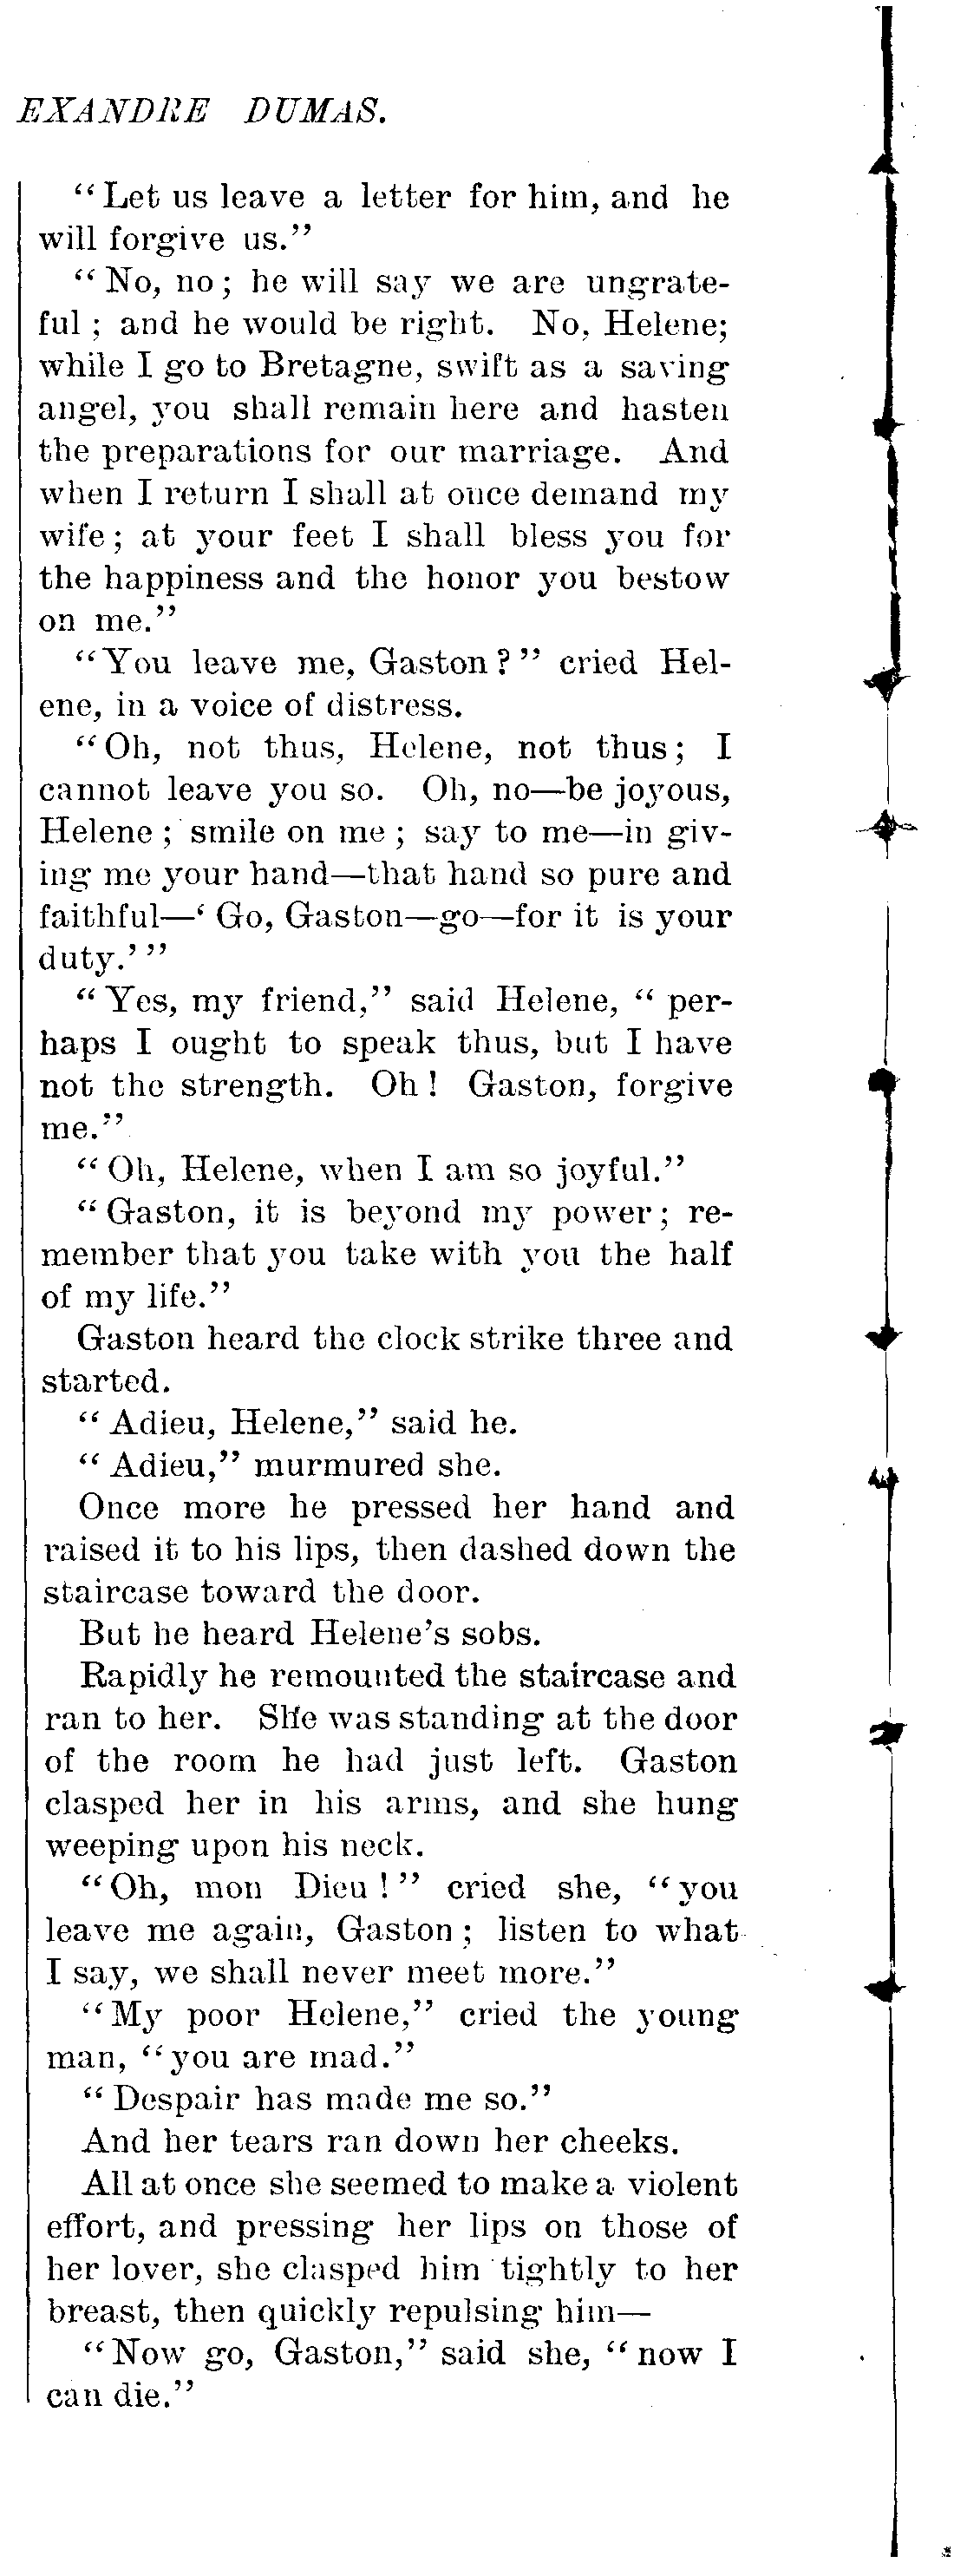 EXANDRE DUMAS.
"Let us leave a letter for him, and he
will forgive us."
"No, no; he will say we are ungrate-
ful; and he would be right. No, Helene;
while I go to Bretagne, swift as a saving
angel, you shall remain here and hasten
the preparations for our marriage. And
when I return I shall at once demand my
wife; at your feet I shall bless you for
the happiness and the honor you bestow
on me."
"You leave me, Gaston?" cried Hel-
ene, in a voice of distress.
"Oh, not thus, Helene, not thus; I
cannot leave you so. Oh, no—be joyous,
Helene; smile on me; say to me—in giv-
ing me your hand—that hand so pure and
faithful—'Go, Gaston—go—for it is your
duty.'"
"Yes, my friend," said Helene, "per-
haps I ought to speak thus, but I have
not the strength. Oh! Gaston, forgive
me."
"Oh, Helene, when I am so joyful."
"Gaston, it is beyond my power; re-
member that you take with you the half
of my life."
Gaston heard the clock strike three and
started.
"Adieu, Helene," said he.
"Adieu," murmured she.
Once more he pressed her hand and
raised it to his lips, then dashed down the
staircase toward the door.
But he heard Helene's sobs.
Rapidly he remounted the staircase and
ran to her. She was standing at the door
of the room he had just left. Gaston
clasped her in his arms, and she hung
weeping upon his neck.
"Oh, mon Dieu!" cried she, "you
leave me again, Gaston; listen to what
I say, we shall never meet more."
"My poor Helene," cried the young
man, "you are mad."
"Despair has made me so."
And her tears ran down her cheeks.
All at once she seemed to make a violent
effort, and pressing her lips on those of
her lover, she clasped him tightly to her
breast, then quickly repulsing him—
"Now go, Gaston," said she, "now I
can die."